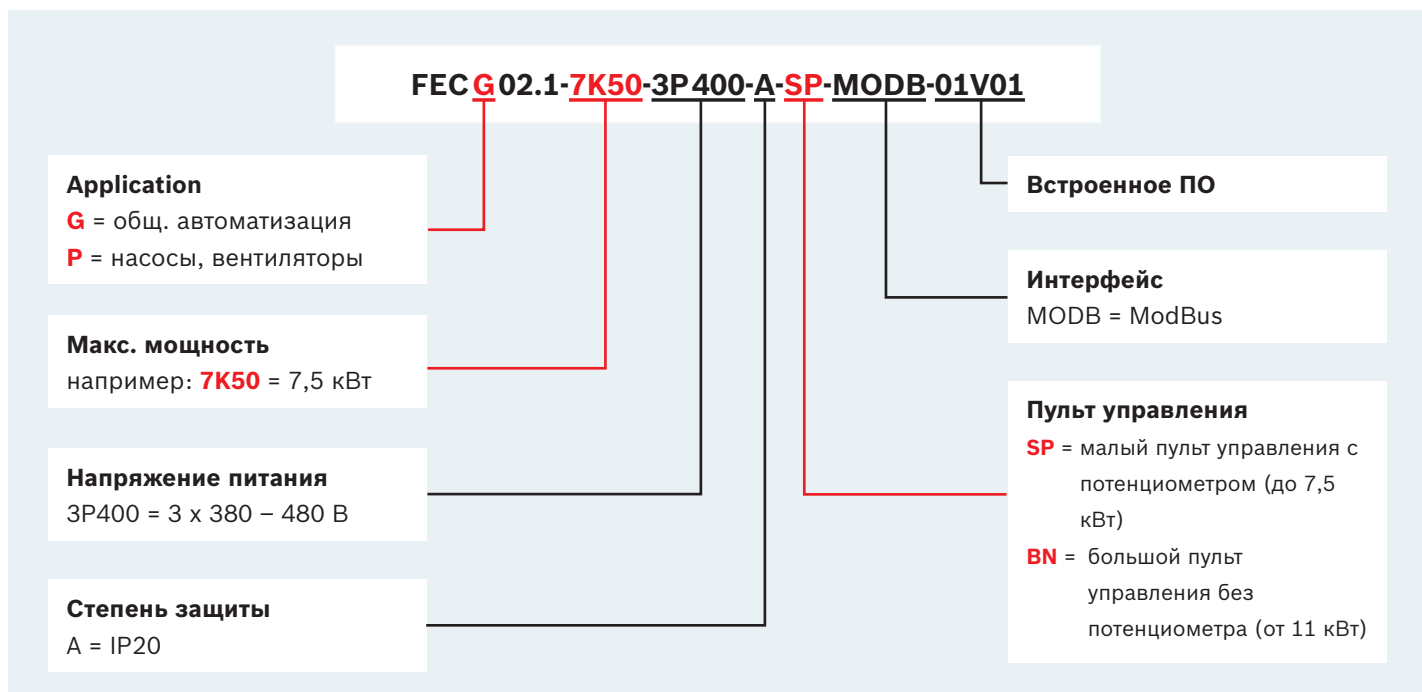 FECG02.1-7K50-3P400-A-SP-MODB-01V01
Application
G = общ. автоматизация
P = насосы, вентиляторы
Макс. мощность
например: 7K50 = 7,5 кВт
Напряжение питания
3P400 = 3 x 380 – 480 В
Степень защиты
A = IP20
Встроенное ПО
Интерфейс
MODB = ModBus
Пульт управления
SP = малый пульт управления с
потенциометром (до 7,5
кВт)
BN = большой пульт
управления без
потенциометра (от 11 кВт)